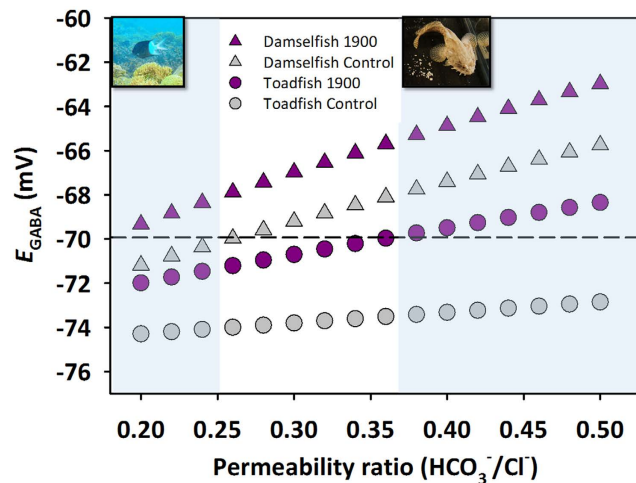 -60
-62
-64
-66
-68
-70
-72
-74
-76
E_GABA (mV)
Damselfish 1900
Damselfish Control
Toadfish 1900
Toadfish Control
0.20 0.25 0.30 0.35 0.40 0.45 0.50
Permeability ratio (HCO₃⁻/Cl⁻)